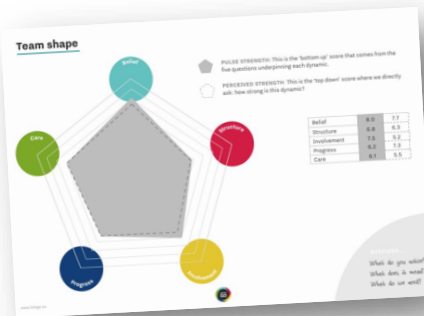 Team shape
Belief
PULSE STRENGTH: This is the 'bottom up' score that comes from the
five questions underpinning each dynamic.
PERCEIVED STRENGTH: This is the 'top down' score where we directly
ask: how strong is this dynamic?
Care
Structure
Belief 8.0 7.7
Structure 6.3
Involvement 7.6 5.2
Progress 6.2 7.3
Care 6.1 5.5
Progress
Involvement
What do you notice?
What does it mean?
What do we